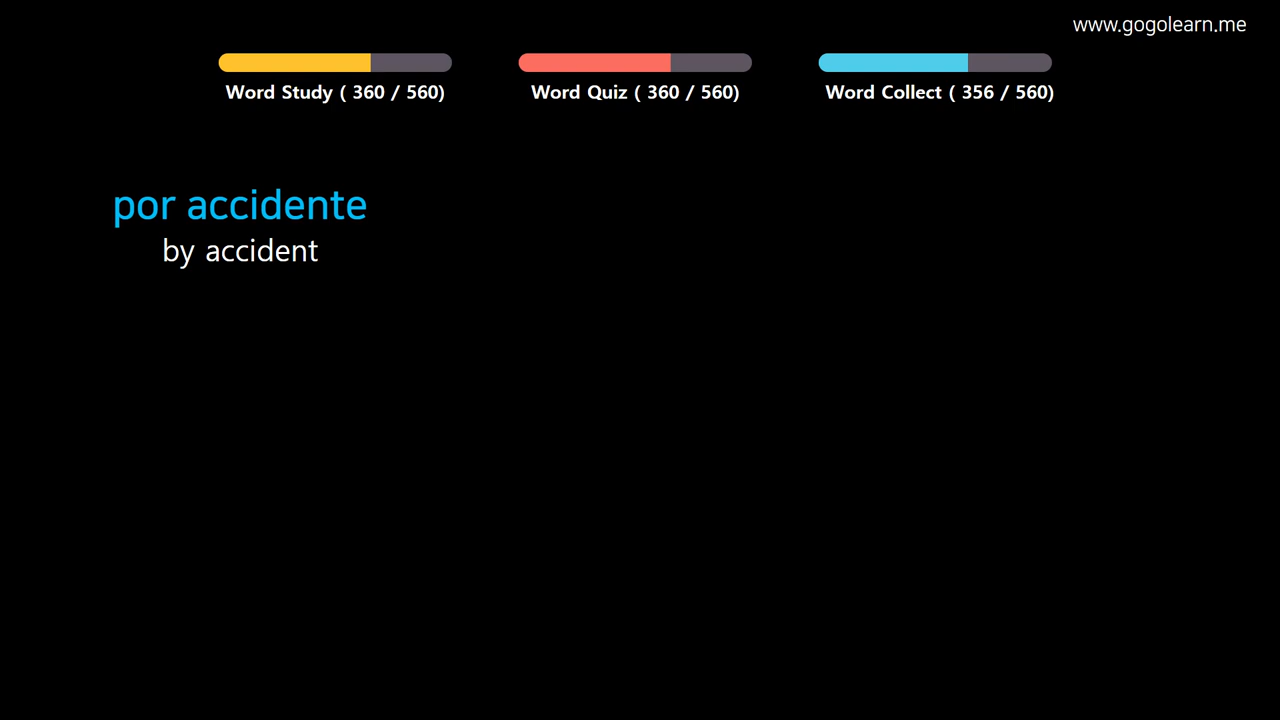 www.gogolearn.me
Word Study ( 360 / 560)
Word Quiz ( 360 / 560)
Word Collect ( 356 / 560)
por accidente
by accident